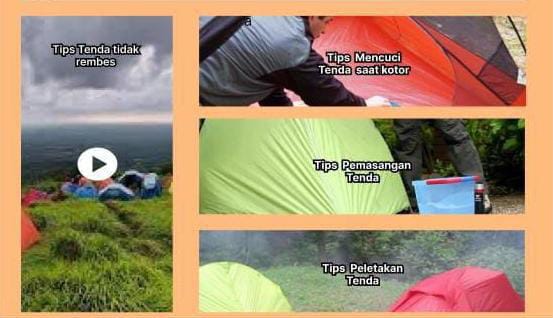 Tips Tenda tidak
rembes
Tips Mencuci
Tenda saat kotor
Tips Pemasangan
Tenda
Tips Peletakan
Tenda